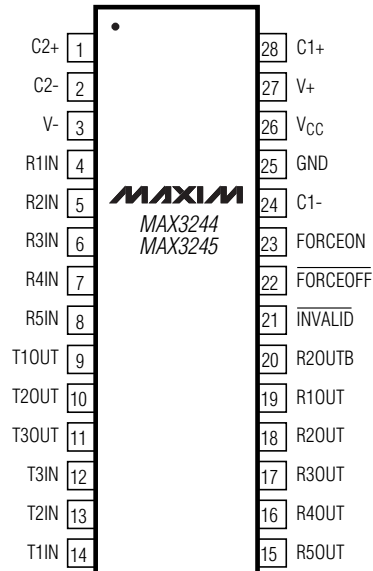 C2+ 1 28 C1+
C2- 2 27 V+
V- 3 26 VCC
R1IN 4 25 GND
R2IN 5 MAXIM 24 C1-
MAX3244
R3IN 6 MAX3245 23 FORCEON
R4IN 7 22 FORCEOFF
R5IN 8 21 INVALID
T1OUT 9 20 R2OUTB
T2OUT 10 19 R1OUT
T3OUT 11 18 R2OUT
T3IN 12 17 R3OUT
T2IN 13 16 R4OUT
T1IN 14 15 R5OUT